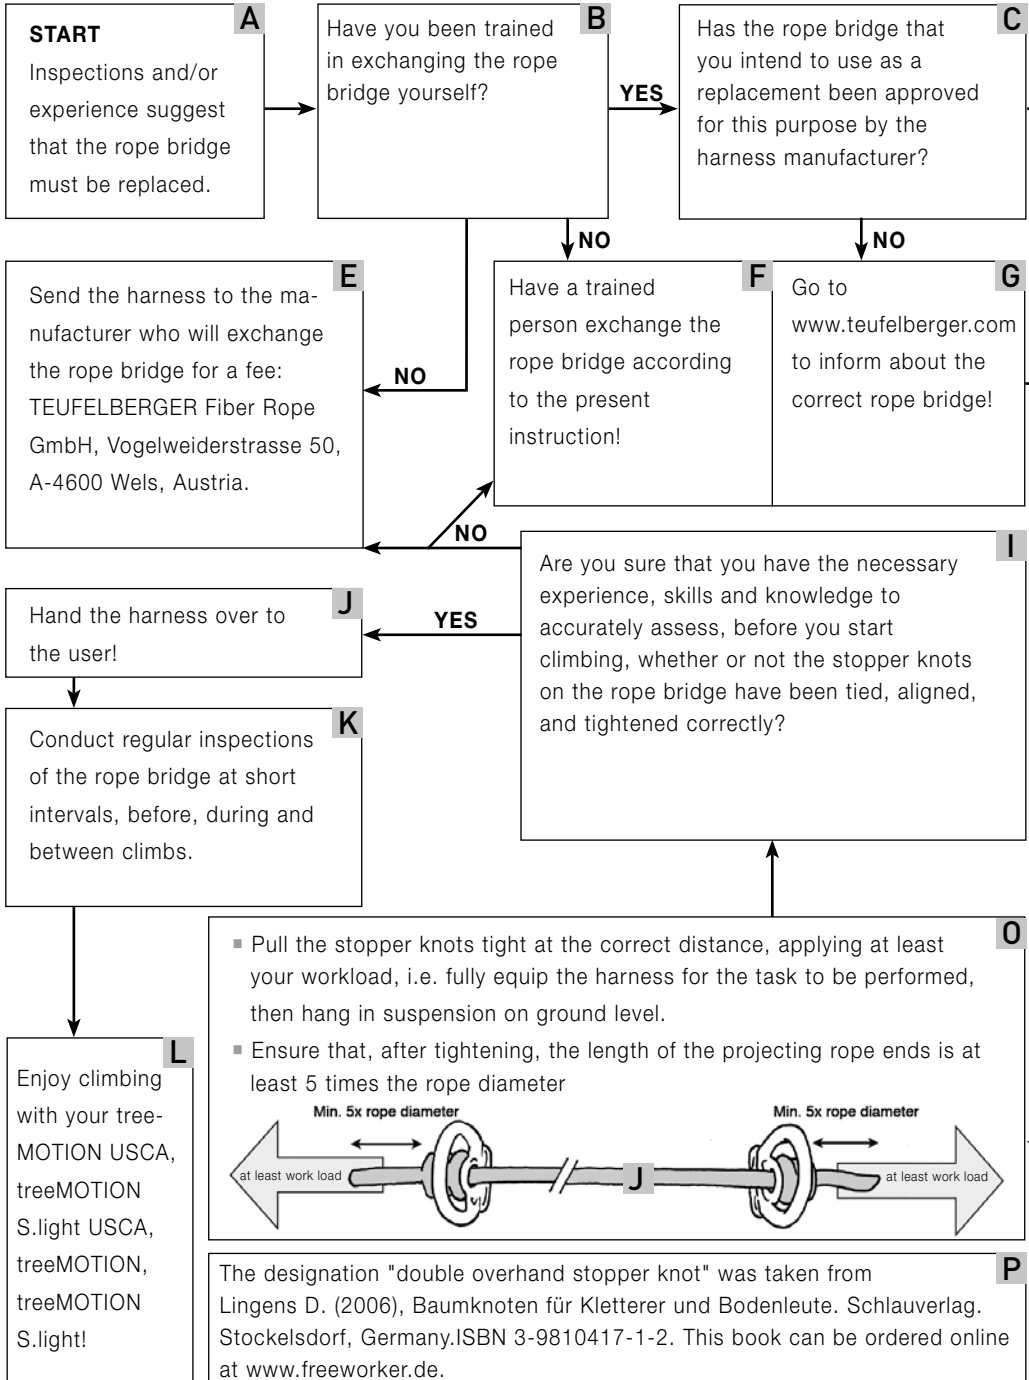 A
START
Inspections and/or
experience suggest
that the rope bridge
must be replaced.
B
Have you been trained
in exchanging the rope
bridge yourself?
YES
C
Has the rope bridge that
you intend to use as a
replacement been approved
for this purpose by the
harness manufacturer?
NO
NO
E
Send the harness to the ma-
nufacturer who will exchange
the rope bridge for a fee:
TEUFELBERGER Fiber Rope
GmbH, Vogelweiderstrasse 50,
A-4600 Wels, Austria.
NO
F
Have a trained
person exchange the
rope bridge according
to the present
instruction!
G
Go to
www.teufelberger.com
to inform about the
correct rope bridge!
NO
I
Are you sure that you have the necessary
experience, skills and knowledge to
accurately assess, before you start
climbing, whether or not the stopper knots
on the rope bridge have been tied, aligned,
and tightened correctly?
YES
J
Hand the harness over to
the user!
K
Conduct regular inspections
of the rope bridge at short
intervals, before, during and
between climbs.
L
Enjoy climbing
with your tree-
MOTION USCA,
treeMOTION
S.light USCA,
treeMOTION,
treeMOTION
S.light!
O
▪ Pull the stopper knots tight at the correct distance, applying at least
your workload, i.e. fully equip the harness for the task to be performed,
then hang in suspension on ground level.
▪ Ensure that, after tightening, the length of the projecting rope ends is at
least 5 times the rope diameter
Min. 5x rope diameter
Min. 5x rope diameter
at least work load
J
at least work load
P
The designation "double overhand stopper knot" was taken from
Lingens D. (2006), Baumknoten für Kletterer und Bodenleute. Schlauverlag.
Stockelsdorf, Germany.ISBN 3-9810417-1-2. This book can be ordered online
at www.freeworker.de.